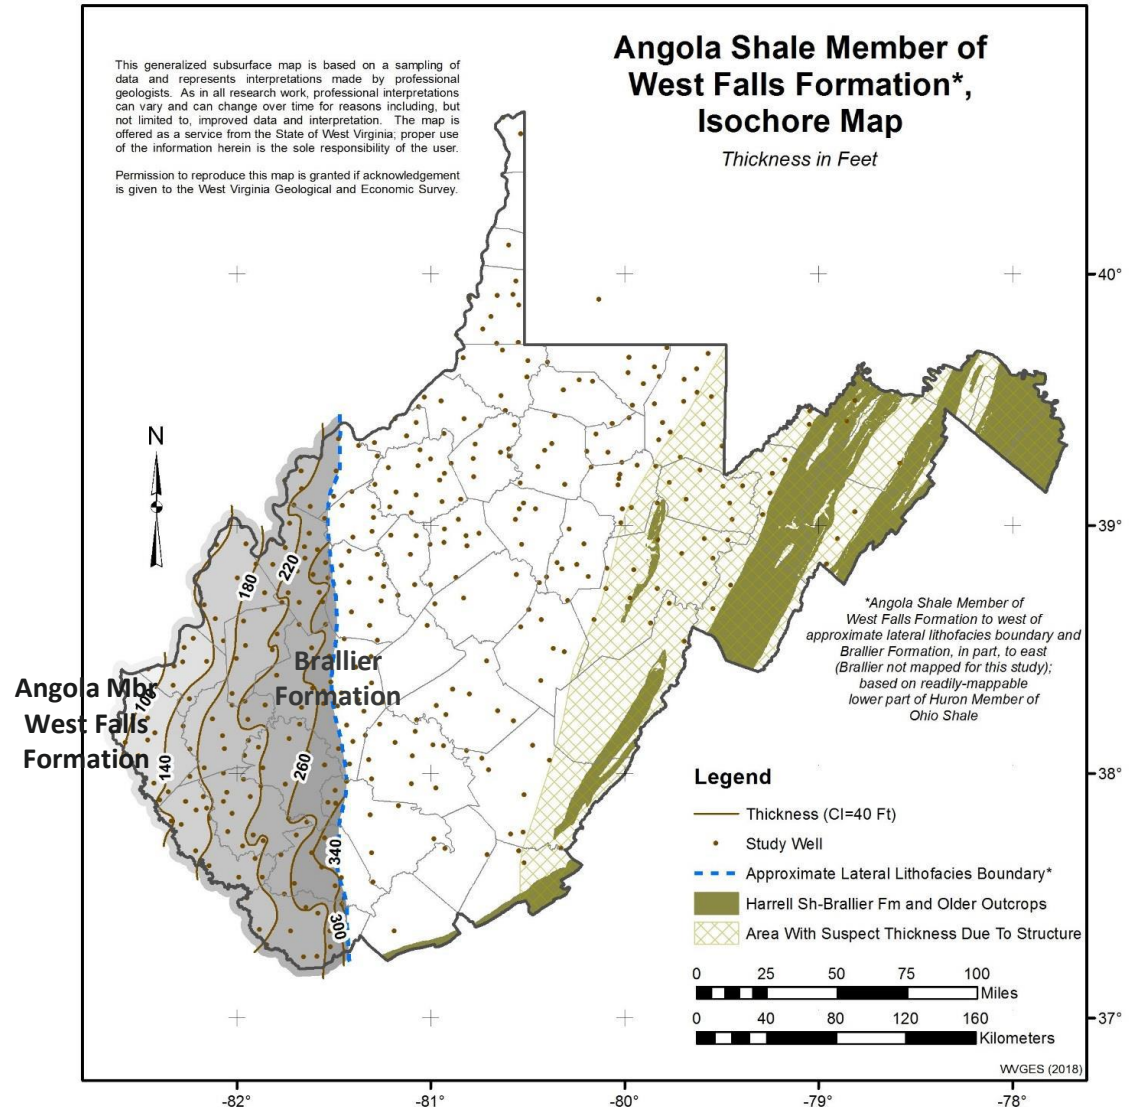 Angola Shale Member of
West Falls Formation*,
Isochore Map
Thickness in Feet
This generalized subsurface map is based on a sampling of
data and represents interpretations made by professional
geologists. As in all research work, professional interpretations
can vary and can change over time for reasons including, but
not limited to, improved data and interpretation. The map is
offered as a service from the State of West Virginia; proper use
of the information herein is the sole responsibility of the user.
Permission to reproduce this map is granted if acknowledgement
is given to the West Virginia Geological and Economic Survey.
40°
N
39°
220
180
*Angola Shale Member of
West Falls Formation to west of
approximate lateral lithofacies boundary and
Brallier Formation, in part, to east
(Brallier not mapped for this study);
based on readily-mappable
lower part of Huron Member of
Ohio Shale
Brallier
Formation
Angola Mbr
West Falls
Formation
100
140
260
38°
340
300
Legend
Thickness (CI=40 Ft)
Study Well
Approximate Lateral Lithofacies Boundary*
Harrell Sh-Brallier Fm and Older Outcrops
Area With Suspect Thickness Due To Structure
0 25 50 75 100
Miles
0 40 80 120 160
Kilometers
37°
WVGES (2018)
-82° -81° -80° -79° -78°